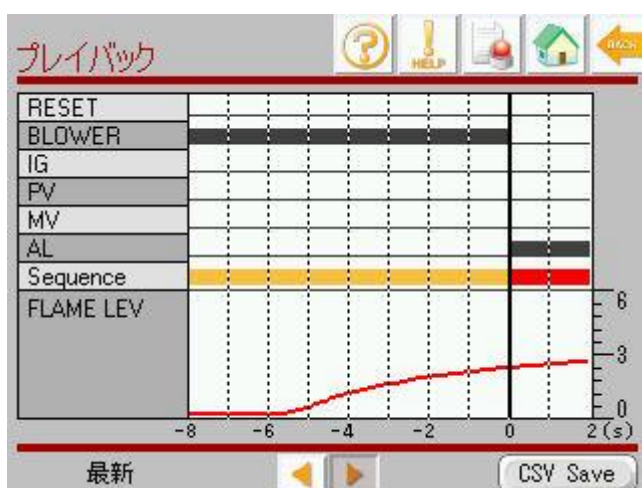 プレイバック
HELP
BACK
RESET
BLOWER
IG
PV
MV
AL
Sequence
FLAME LEV
6
3
0
-8 -6 -4 -2 0 2(s)
最新
CSV Save